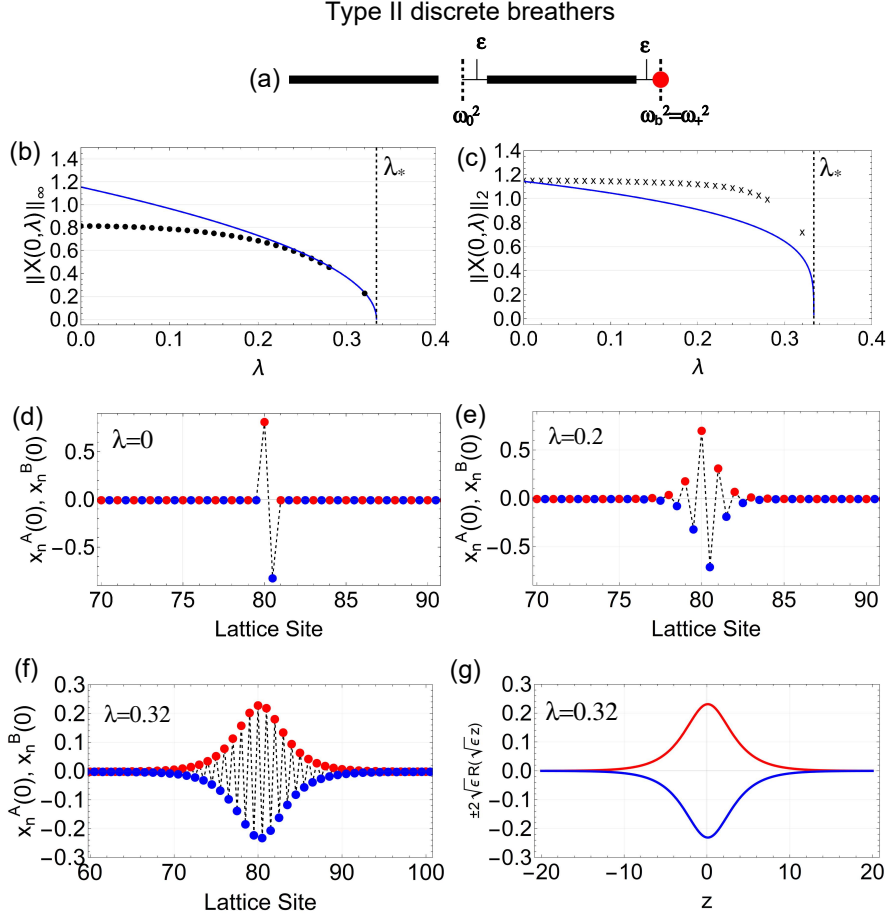 Type II discrete breathers
(a)
ε
ε
ω₀²
ω_b²=ω₊²
(b)
‖X(0,λ)‖∞
1.4
1.2
1.0
0.8
0.6
0.4
0.2
0.0
λ*
0.0 0.1 0.2 0.3 0.4
λ
(c)
‖X(0,λ)‖₂
1.4
1.2
1.0
0.8
0.6
0.4
0.2
0.0
λ*
0.0 0.1 0.2 0.3 0.4
λ
(d)
x_n^A(0), x_n^B(0)
0.5
0.0
−0.5
λ=0
70 75 80 85 90
Lattice Site
(e)
x_n^A(0), x_n^B(0)
0.5
0.0
−0.5
λ=0.2
70 75 80 85 90
Lattice Site
(f)
x_n^A(0), x_n^B(0)
0.3
0.2
0.1
0.0
−0.1
−0.2
−0.3
λ=0.32
60 70 80 90 100
Lattice Site
(g)
±2√ϵ R(√ϵ z)
0.3
0.2
0.1
0.0
−0.1
−0.2
−0.3
λ=0.32
−20 −10 0 10 20
z